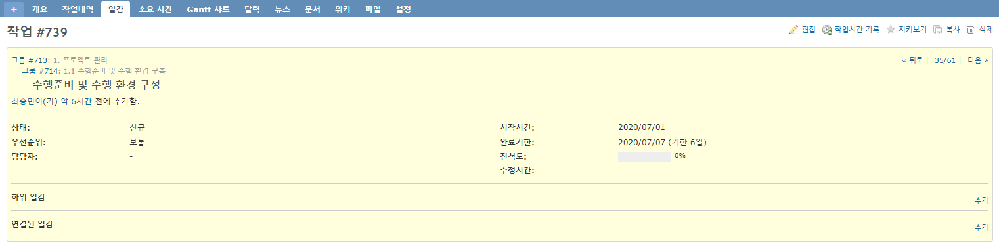 + 개요 작업내역 일감 소요 시간 Gantt 차트 달력 뉴스 문서 위키 파일 설정
작업 #739
편집 작업시간 기록 지켜보기 복사 삭제
그룹 #713: 1. 프로젝트 관리
« 뒤로 | 35/61 | 다음 »
그룹 #714: 1.1 수행준비 및 수행 환경 구축
수행준비 및 수행 환경 구성
최승민이(가) 약 6시간 전에 추가함.
상태: 신규 시작시간: 2020/07/01
우선순위: 보통 완료기한: 2020/07/07 (기한 6일)
담당자: - 진척도: 0%
추정시간:
하위 일감 추가
연결된 일감 추가